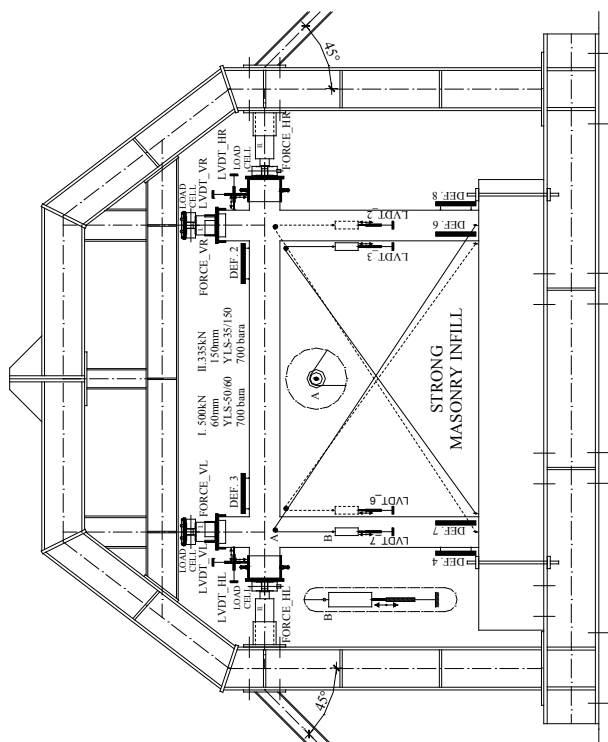 45°
45°
LOAD
CELL
LVDT_VR
LVDT_HR
LOAD
CELL
FORCE_HR
FORCE_VR
DEF. 2
LVDT_2
LVDT_3
DEF. 8
DEF. 6
I. 500kN
60mm
YLS-50/60
700 bara
II.335kN
150mm
YLS-35/150
700 bara
A
STRONG
MASONRY INFILL
LOAD
CELL
FORCE_VL
LVDT_VL
LVDT_HL
LOAD
CELL
FORCE_HL
DEF. 3
A
B
LVDT_6
LVDT_7
DEF. 7
DEF. 4
B
I.
I.
II.
II.